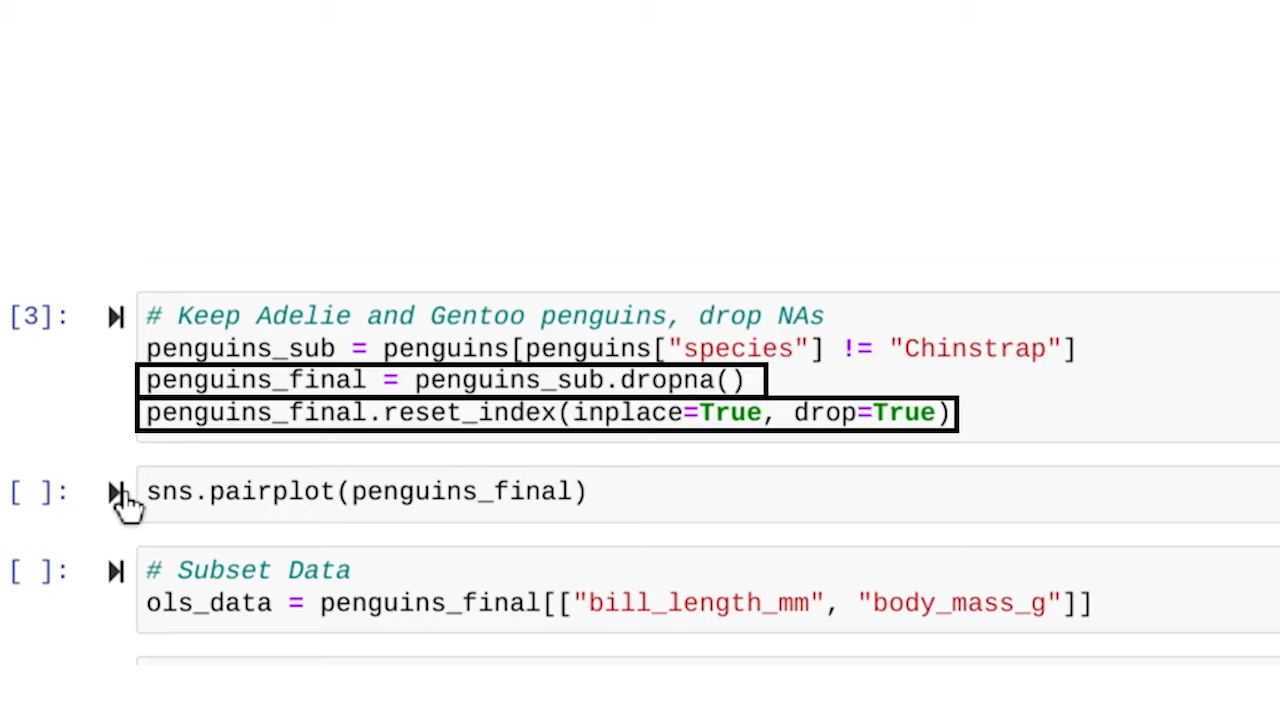 [3]:
# Keep Adelie and Gentoo penguins, drop NAs
penguins_sub = penguins[penguins["species"] != "Chinstrap"]
penguins_final = penguins_sub.dropna()
penguins_final.reset_index(inplace=True, drop=True)
[ ]:
sns.pairplot(penguins_final)
[ ]:
# Subset Data
ols_data = penguins_final[["bill_length_mm", "body_mass_g"]]